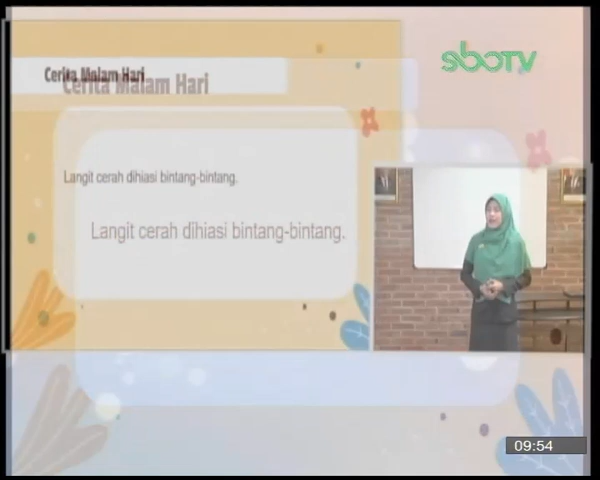 Cerita Malam Hari
Cerita Malam Hari
sboTV
Langit cerah dihiasi bintang-bintang.
Langit cerah dihiasi bintang-bintang.
09:54